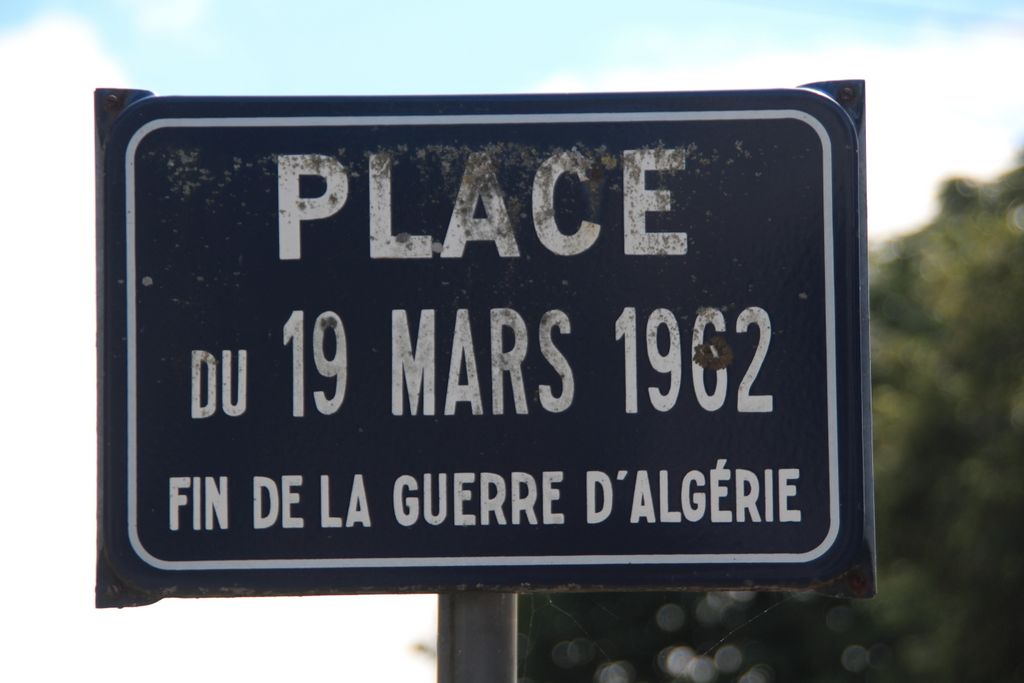 PLACE
DU 19 MARS 1962
FIN DE LA GUERRE D'ALGÉRIE